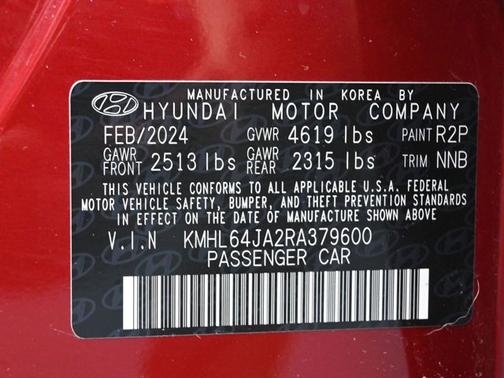 MANUFACTURED IN KOREA BY
HYUNDAI MOTOR COMPANY
FEB/2024 GVWR 4619 lbs PAINT R2P
GAWR FRONT 2513 lbs GAWR REAR 2315 lbs TRIM NNB
THIS VEHICLE CONFORMS TO ALL APPLICABLE U.S.A. FEDERAL
MOTOR VEHICLE SAFETY, BUMPER, AND THEFT PREVENTION STANDARDS
IN EFFECT ON THE DATE OF MANUFACTURE SHOWN ABOVE
V.I.N KMHL64JA2RA379600
PASSENGER CAR